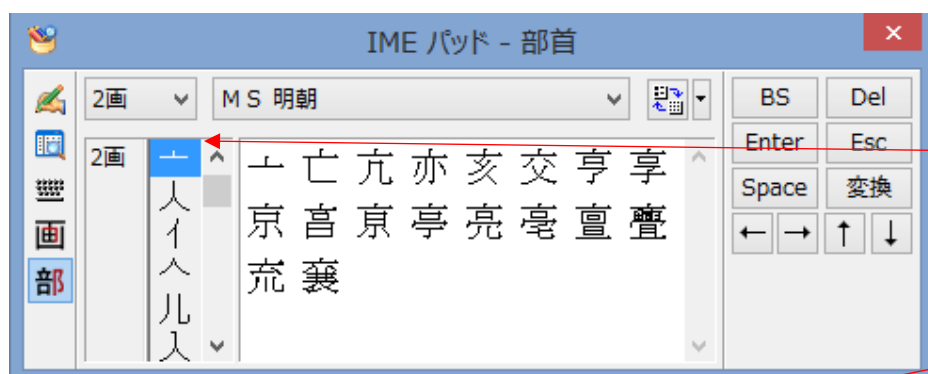 IME パッド - 部首
2画
ＭＳ 明朝
BS Del
Enter Esc
Space 変換
← → ↑ ↓
画
部
2画
亠
人
亻
𠆢
儿
入
亠亡亢亦亥交亨享
京亯亰亭亮亳亶亹
㐬襄